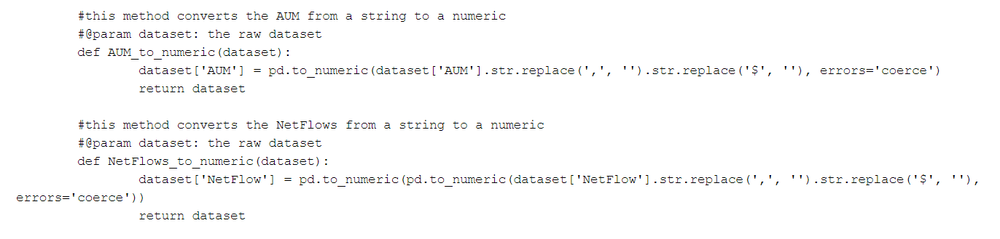 #this method converts the AUM from a string to a numeric
#@param dataset: the raw dataset
def AUM_to_numeric(dataset):
dataset['AUM'] = pd.to_numeric(dataset['AUM'].str.replace(',', '').str.replace('$', ''), errors='coerce')
return dataset
#this method converts the NetFlows from a string to a numeric
#@param dataset: the raw dataset
def NetFlows_to_numeric(dataset):
dataset['NetFlow'] = pd.to_numeric(pd.to_numeric(dataset['NetFlow'].str.replace(',', '').str.replace('$', ''),
errors='coerce'))
return dataset